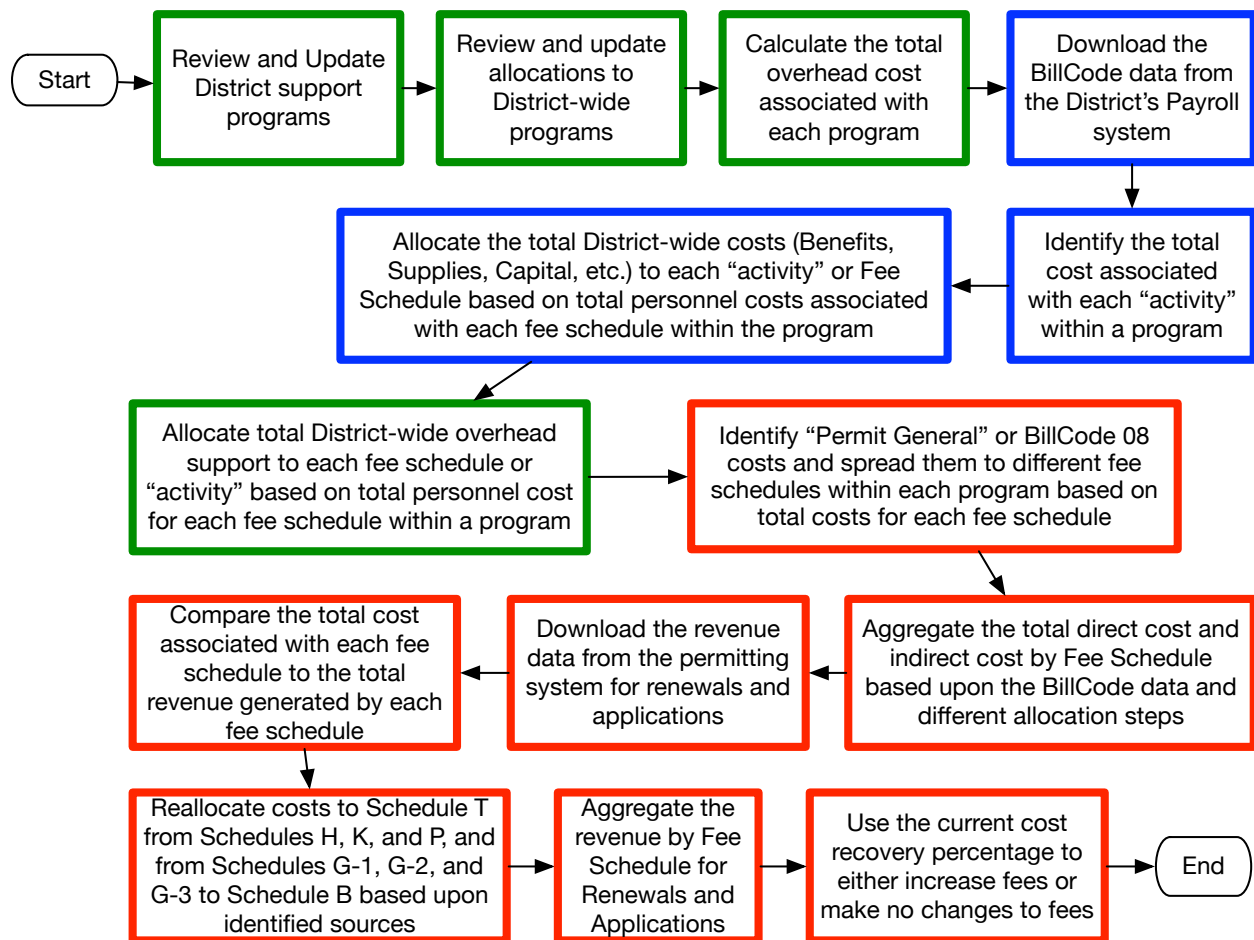 Start
Review and Update
District support
programs
Review and update
allocations to
District-wide
programs
Calculate the total
overhead cost
associated with
each program
Download the
BillCode data from
the District’s Payroll
system
Identify the total
cost associated
with each “activity”
within a program
Allocate the total District-wide costs (Benefits,
Supplies, Capital, etc.) to each “activity” or Fee
Schedule based on total personnel costs associated
with each fee schedule within the program
Allocate total District-wide overhead
support to each fee schedule or
“activity” based on total personnel cost
for each fee schedule within a program
Identify “Permit General” or BillCode 08
costs and spread them to different fee
schedules within each program based on
total costs for each fee schedule
Aggregate the total direct cost and
indirect cost by Fee Schedule
based upon the BillCode data and
different allocation steps
Download the revenue
data from the permitting
system for renewals and
applications
Compare the total cost
associated with each fee
schedule to the total
revenue generated by each
fee schedule
Reallocate costs to Schedule T
from Schedules H, K, and P, and
from Schedules G-1, G-2, and
G-3 to Schedule B based upon
identified sources
Aggregate the
revenue by Fee
Schedule for
Renewals and
Applications
Use the current cost
recovery percentage to
either increase fees or
make no changes to fees
End